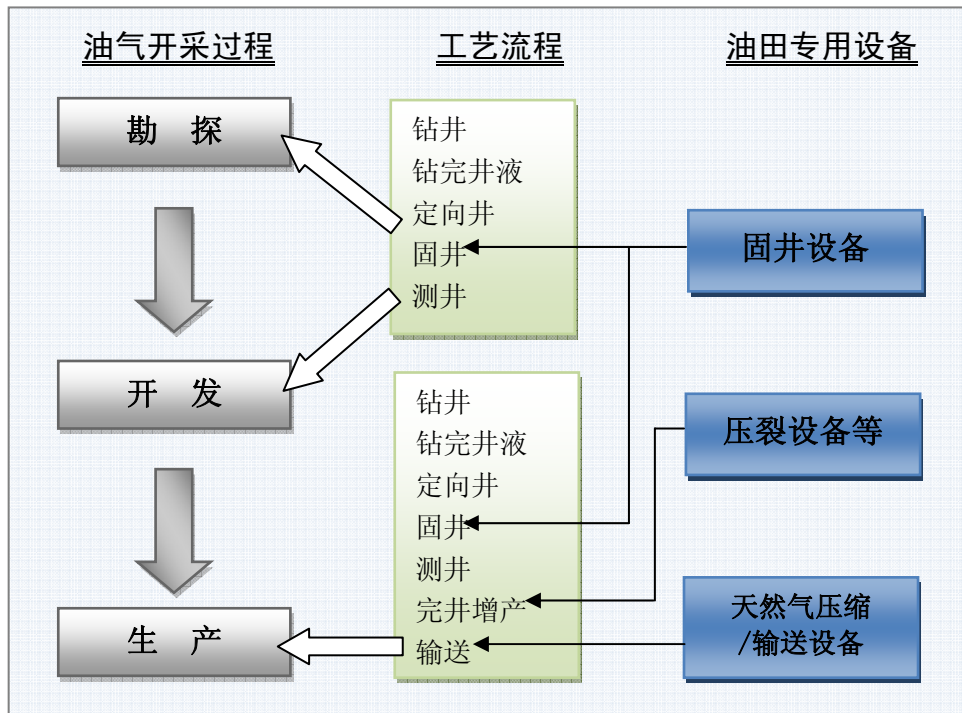 油气开采过程
工艺流程
油田专用设备
勘 探
开 发
生 产
钻井
钻完井液
定向井
固井
测井
钻井
钻完井液
定向井
固井
测井
完井增产
输送
固井设备
压裂设备等
天然气压缩
/输送设备